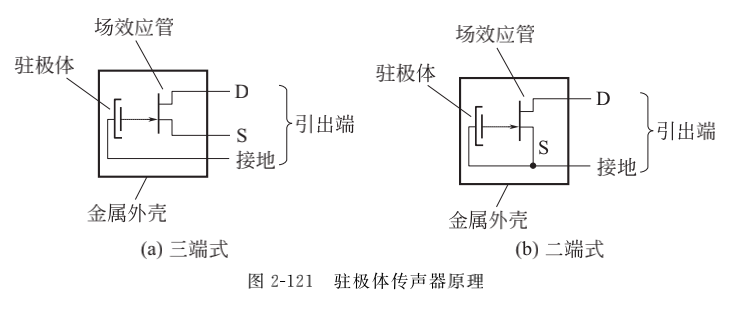 场效应管
驻极体
D
S
引出端
接地
金属外壳
(a) 三端式
场效应管
驻极体
D
S
引出端
接地
金属外壳
(b) 二端式
图 2-121 驻极体传声器原理